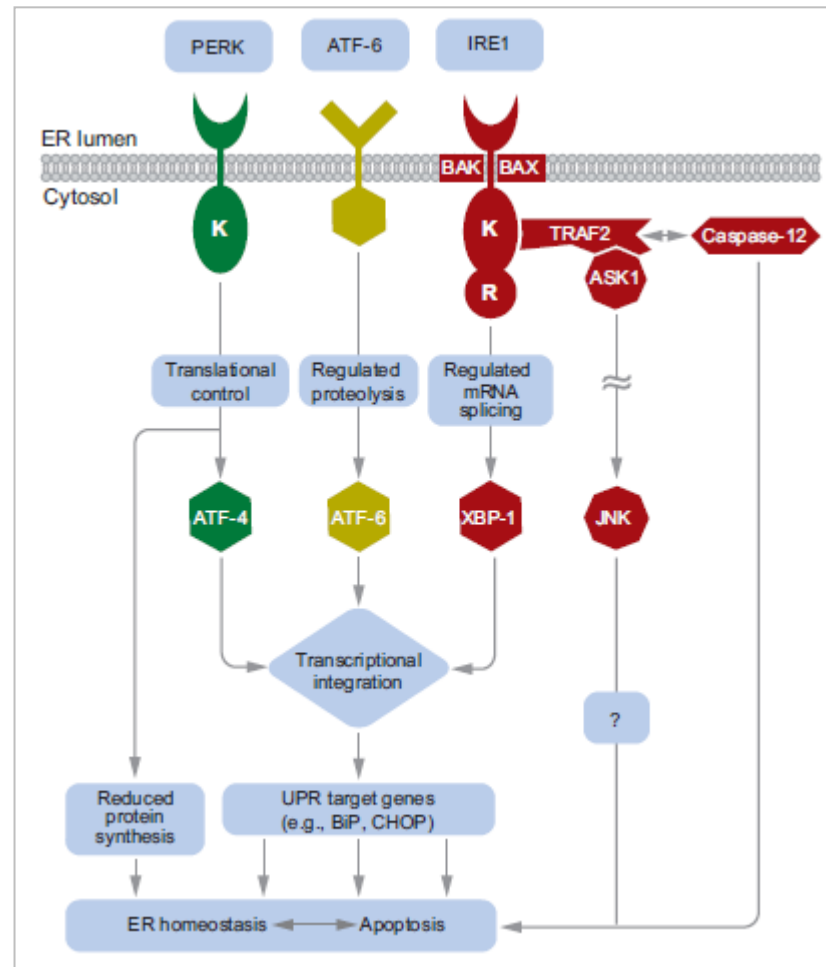 PERK
ATF-6
IRE1
ER lumen
BAK
BAX
Cytosol
K
K
TRAF2
Caspase-12
ASK1
R
Translational
control
Regulated
proteolysis
Regulated
mRNA
splicing
ATF-4
ATF-6
XBP-1
JNK
Transcriptional
integration
?
Reduced
protein
synthesis
UPR target genes
(e.g., BiP, CHOP)
ER homeostasis
Apoptosis